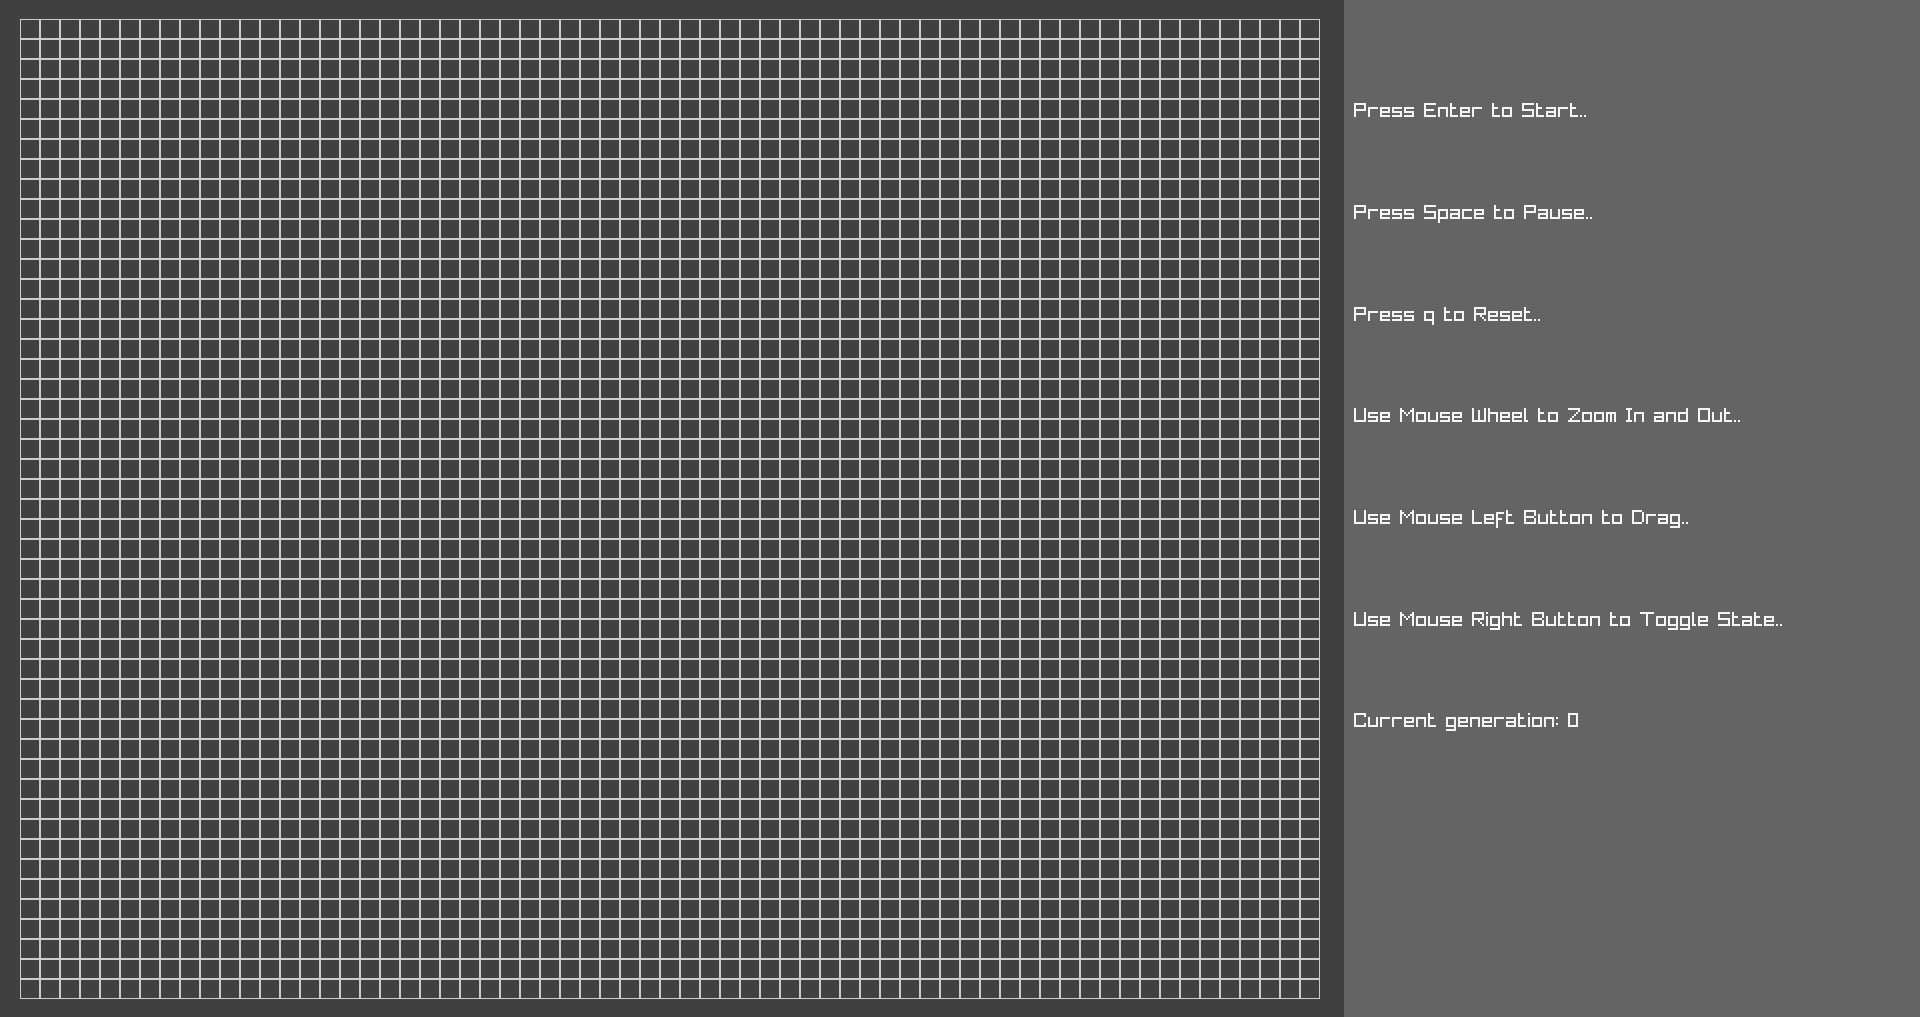 Press Enter to Start..
Press Space to Pause..
Press q to Reset..
Use Mouse Wheel to Zoom In and Out..
Use Mouse Left Button to Drag..
Use Mouse Right Button to Toggle State..
Current generation: 0